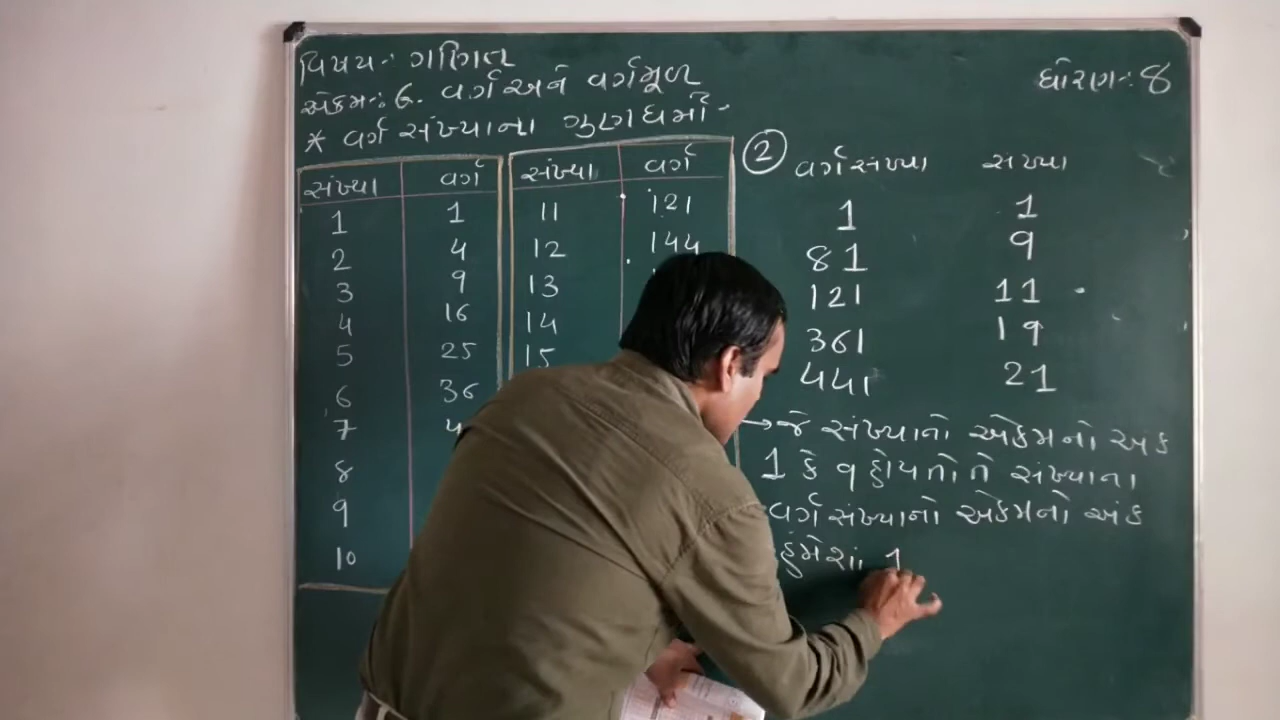 વિષય:- ગણિત
ધોરણ:- 8
એકમ:- 6. વર્ગ અને વર્ગમૂળ
* વર્ગ સંખ્યાના ગુણધર્મો -
સંખ્યા વર્ગ
1 1
2 4
3 9
4 16
5 25
6 36
7 4
8
9
10
સંખ્યા વર્ગ
11 121
12 144
13
14
15
2 વર્ગસંખ્યા સંખ્યા
1 1
81 9
121 11
361 19
441 21
→ જે સંખ્યાનો એકમનો અંક
1 કે 9 હોય તો તે સંખ્યાના
વર્ગ સંખ્યાનો એકમનો અંક
હંમેશાં 1